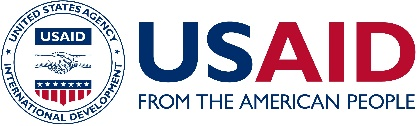 UNITED STATES AGENCY
USAID
INTERNATIONAL DEVELOPMENT
USAID
FROM THE AMERICAN PEOPLE